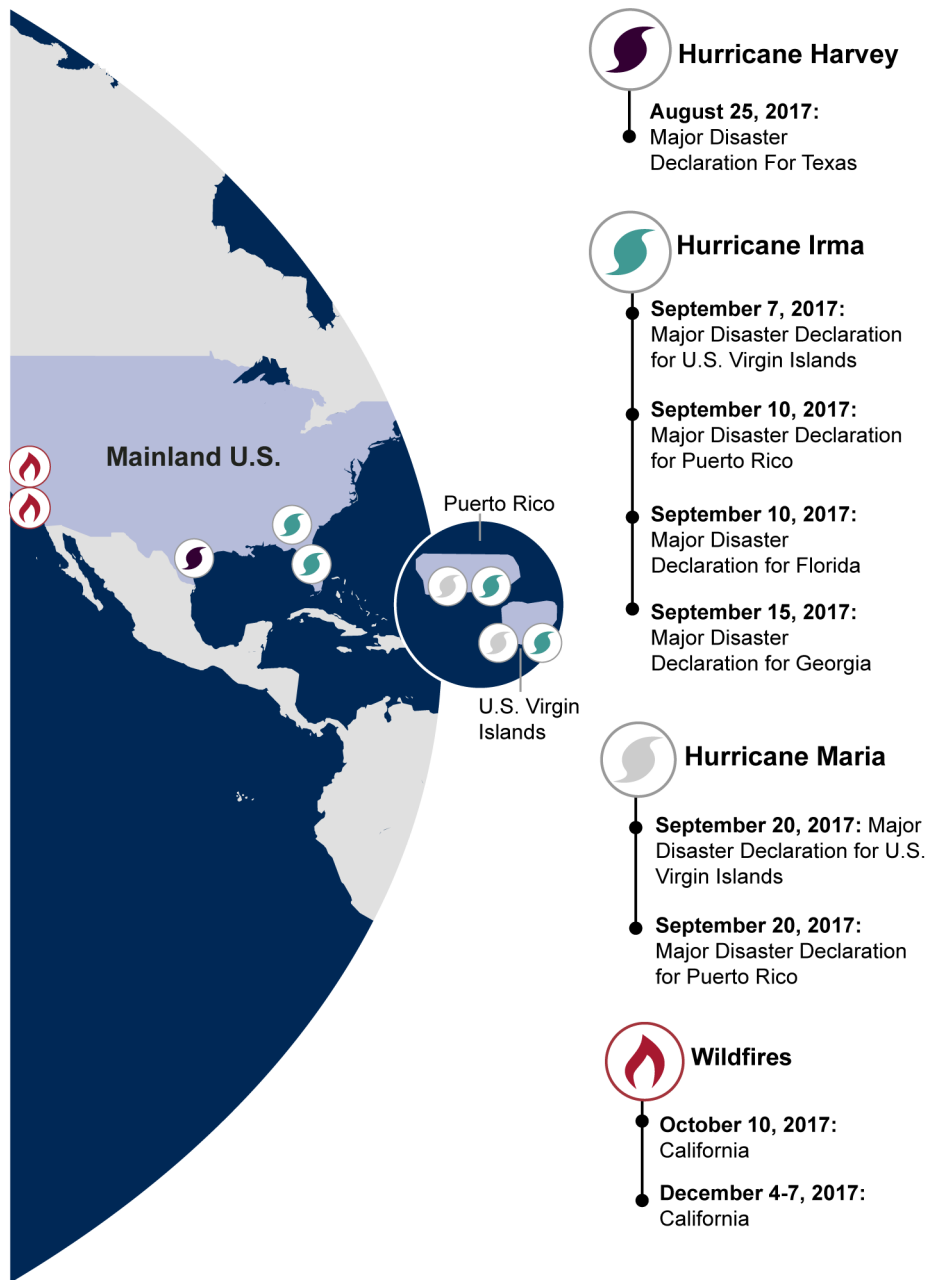 Mainland U.S.
Puerto Rico
U.S. Virgin
Islands
Hurricane Harvey
August 25, 2017:
Major Disaster
Declaration For Texas
Hurricane Irma
September 7, 2017:
Major Disaster Declaration
for U.S. Virgin Islands
September 10, 2017:
Major Disaster Declaration
for Puerto Rico
September 10, 2017:
Major Disaster
Declaration for Florida
September 15, 2017:
Major Disaster
Declaration for Georgia
Hurricane Maria
September 20, 2017: Major
Disaster Declaration for U.S.
Virgin Islands
September 20, 2017:
Major Disaster Declaration
for Puerto Rico
Wildfires
October 10, 2017:
California
December 4-7, 2017:
California